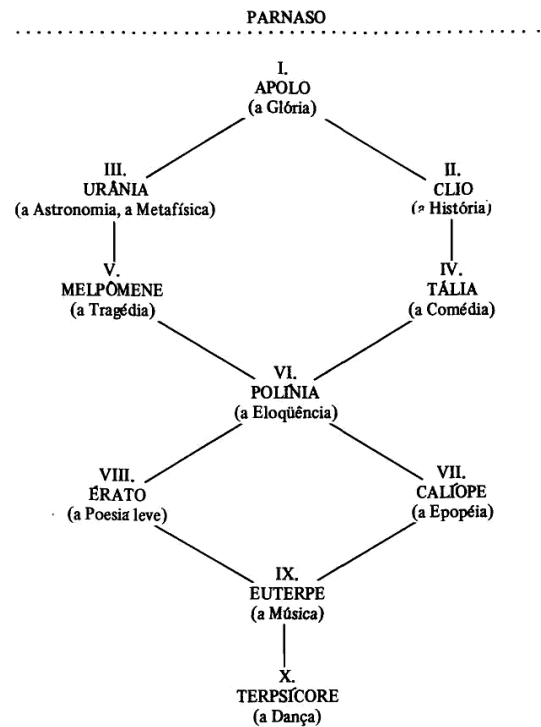 PARNASO
I.
APOLO
(a Glória)
III.
URÂNIA
(a Astronomia, a Metafísica)
II.
CLIO
(a História)
V.
MELPÔMENE
(a Tragédia)
IV.
TÁLIA
(a Comédia)
VI.
POLÍNIA
(a Eloqüência)
VIII.
ÉRATO
(a Poesia leve)
VII.
CALÍOPE
(a Epopéia)
IX.
EUTERPE
(a Música)
X.
TERPSÍCORE
(a Dança)